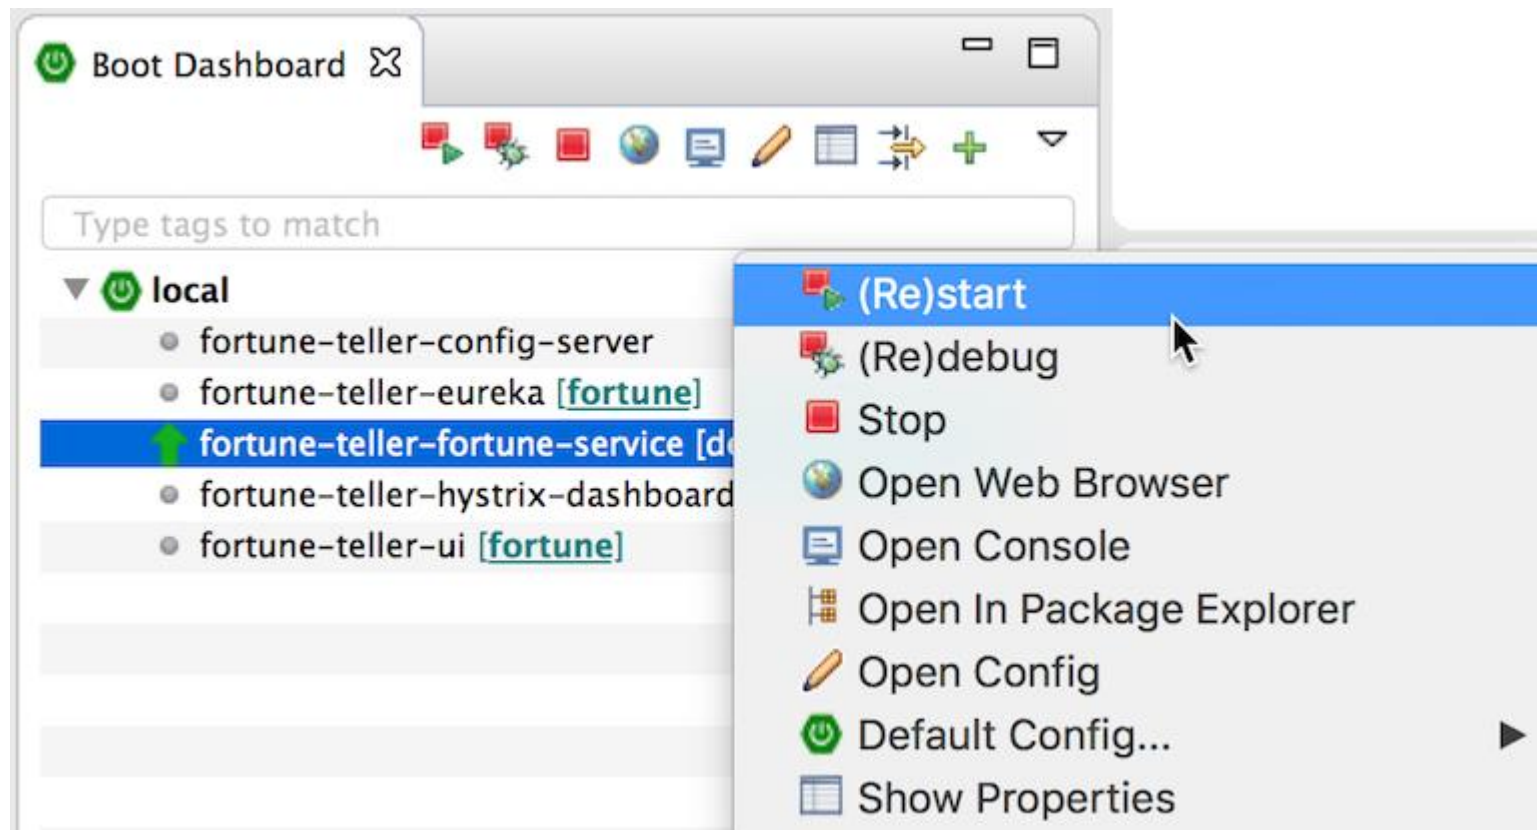 Boot Dashboard
Type tags to match
local
fortune-teller-config-server
fortune-teller-eureka [fortune]
fortune-teller-fortune-service [d
fortune-teller-hystrix-dashboard
fortune-teller-ui [fortune]
(Re)start
(Re)debug
Stop
Open Web Browser
Open Console
Open In Package Explorer
Open Config
Default Config...
Show Properties